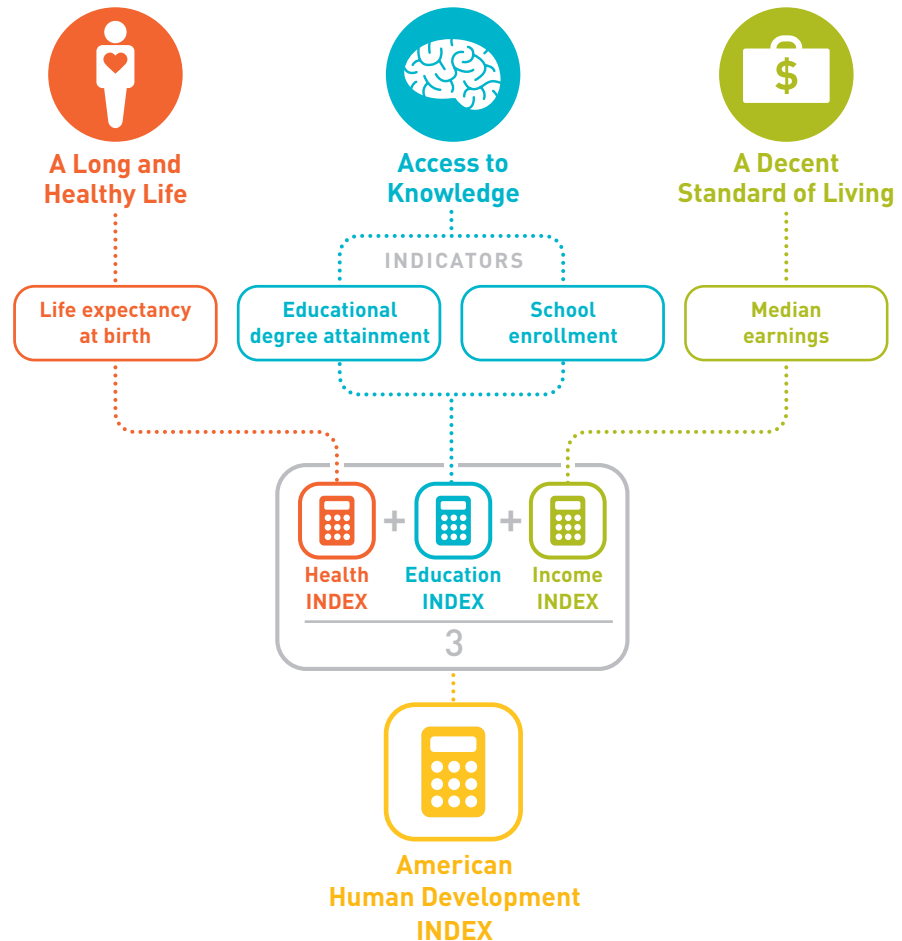 $
A Long and
Healthy Life
Access to
Knowledge
A Decent
Standard of Living
INDICATORS
Life expectancy
at birth
Educational
degree attainment
School
enrollment
Median
earnings
+
+
Health
INDEX
Education
INDEX
Income
INDEX
3
American
Human Development
INDEX